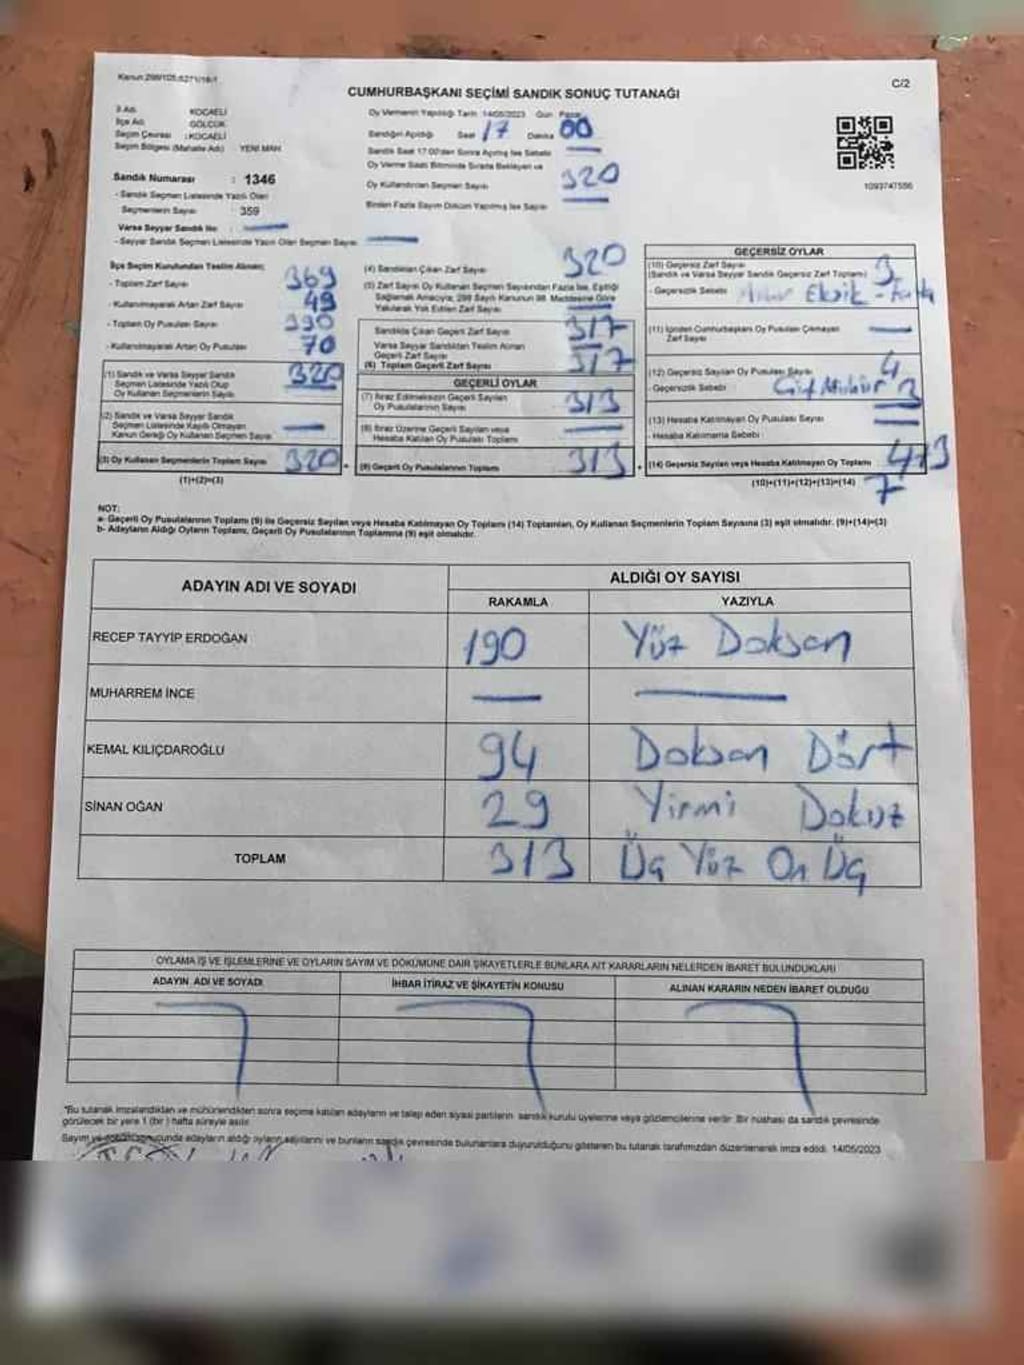 Kanun:298/105;6271/18/1
C/2
CUMHURBAŞKANI SEÇİMİ SANDIK SONUÇ TUTANAĞI
İl Adı : KOCAELİ
İlçe Adı : GÖLCÜK
Seçim Çevresi : KOCAELİ
Seçim Bölgesi (Mahalle Adı) : YENİ MAH.
Sandık Numarası : 1346
- Sandık Seçmen Listesinde Yazılı Olan
Seçmenlerin Sayısı : 359
Varsa Seyyar Sandık No :
- Seyyar Sandık Seçmen Listesinde Yazılı Olan Seçmen Sayısı
Oy Vermenin Yapıldığı Tarih 14/05/2023 Gün Pazar
Sandığın Açıldığı Saat 17 Dakika 00
Sandık Saat 17:00'den Sonra Açılmış İse Sebebi
Oy Verme Saati Bitiminde Sırada Bekleyen ve
Oy Kullandırılan Seçmen Sayısı 320
Birden Fazla Sayım Döküm Yapılmış İse Sayısı
1093747556
İlçe Seçim Kurulundan Teslim Alınan;
- Toplam Zarf Sayısı 369
- Kullanılmayarak Artan Zarf Sayısı 49
- Toplam Oy Pusulası Sayısı 390
- Kullanılmayarak Artan Oy Pusulası 70
(1) Sandık ve Varsa Seyyar Sandık
Seçmen Listesinde Yazılı Olup
Oy Kullanan Seçmenlerin Sayısı 320
(2) Sandık ve Varsa Seyyar Sandık
Seçmen Listesinde Kayıtlı Olmayan
Kanun Gereği Oy Kullanan Seçmen Sayısı
(3) Oy Kullanan Seçmenlerin Toplam Sayısı 320
(1)+(2)=(3)
(4) Sandıktan Çıkan Zarf Sayısı 320
(5) Zarf Sayısı Oy Kullanan Seçmen Sayısından Fazla İse, Eşitliği
Sağlamak Amacıyla; 298 Sayılı Kanunun 98. Maddesine Göre
Yakılarak Yok Edilen Zarf Sayısı
Sandıkta Çıkan Geçerli Zarf Sayısı 317
Varsa Seyyar Sandıktan Teslim Alınan
Geçerli Zarf Sayısı
(6) Toplam Geçerli Zarf Sayısı 317
GEÇERLİ OYLAR
(7) İtiraz Edilmeksizin Geçerli Sayılan
Oy Pusulalarının Sayısı 313
(8) İtiraz Üzerine Geçerli Sayılan veya
Hesaba Katılan Oy Pusulası Toplamı
(9) Geçerli Oy Pusulalarının Toplamı 313
GEÇERSİZ OYLAR
(10) Geçersiz Zarf Sayısı
(Sandık ve Varsa Seyyar Sandık Geçersiz Zarf Toplamı) 3
- Geçersizlik Sebebi Eksik
(11) İçinden Cumhurbaşkanı Oy Pusulası Çıkmayan
Zarf Sayısı
(12) Geçersiz Sayılan Oy Pusulası Sayısı 4
- Geçersizlik Sebebi Çift Mühür
(13) Hesaba Katılmayan Oy Pusulası Sayısı
- Hesaba Katılmama Sebebi
(14) Geçersiz Sayılan veya Hesaba Katılmayan Oy Toplamı 4+3
(10)+(11)+(12)+(13)=(14) 7
NOT:
a- Geçerli Oy Pusulalarının Toplamı (9) ile Geçersiz Sayılan veya Hesaba Katılmayan Oy Toplamı (14) Toplamları, Oy Kullanan Seçmenlerin Toplam Sayısına (3) eşit olmalıdır. (9)+(14)=(3)
b- Adayların Aldığı Oyların Toplamı, Geçerli Oy Pusulalarının Toplamına (9) eşit olmalıdır.
ADAYIN ADI VE SOYADI
ALDIĞI OY SAYISI
RAKAMLA YAZIYLA
RECEP TAYYİP ERDOĞAN 190 Yüz Doksan
MUHARREM İNCE
KEMAL KILIÇDAROĞLU 94 Doksan Dört
SİNAN OĞAN 29 Yirmi Dokuz
TOPLAM 313 Üç Yüz On Üç
OYLAMA İŞ VE İŞLEMLERİNE VE OYLARIN SAYIM VE DÖKÜMÜNE DAİR ŞİKAYETLERLE BUNLARA AİT KARARLARIN NELERDEN İBARET BULUNDUKLARI
ADAYIN ADI VE SOYADI İHBAR İTİRAZ VE ŞİKAYETİN KONUSU ALINAN KARARIN NEDEN İBARET OLDUĞU
*Bu tutanak imzalandıktan ve mühürlendikten sonra seçime katılan adayların ve talep eden siyasi partilerin sandık kurulu üyelerine veya gözlemcilerine verilir. Bir nüshası da sandık çevresinde
görülecek bir yere 1 (bir) hafta süreyle asılır.
Sayım ve döküm sonucunda adayların aldığı oyların sayılarını ve bunların sandık çevresinde bulunanlara duyurulduğunu gösteren bu tutanak tarafımızdan düzenlenerek imza edildi. 14/05/2023